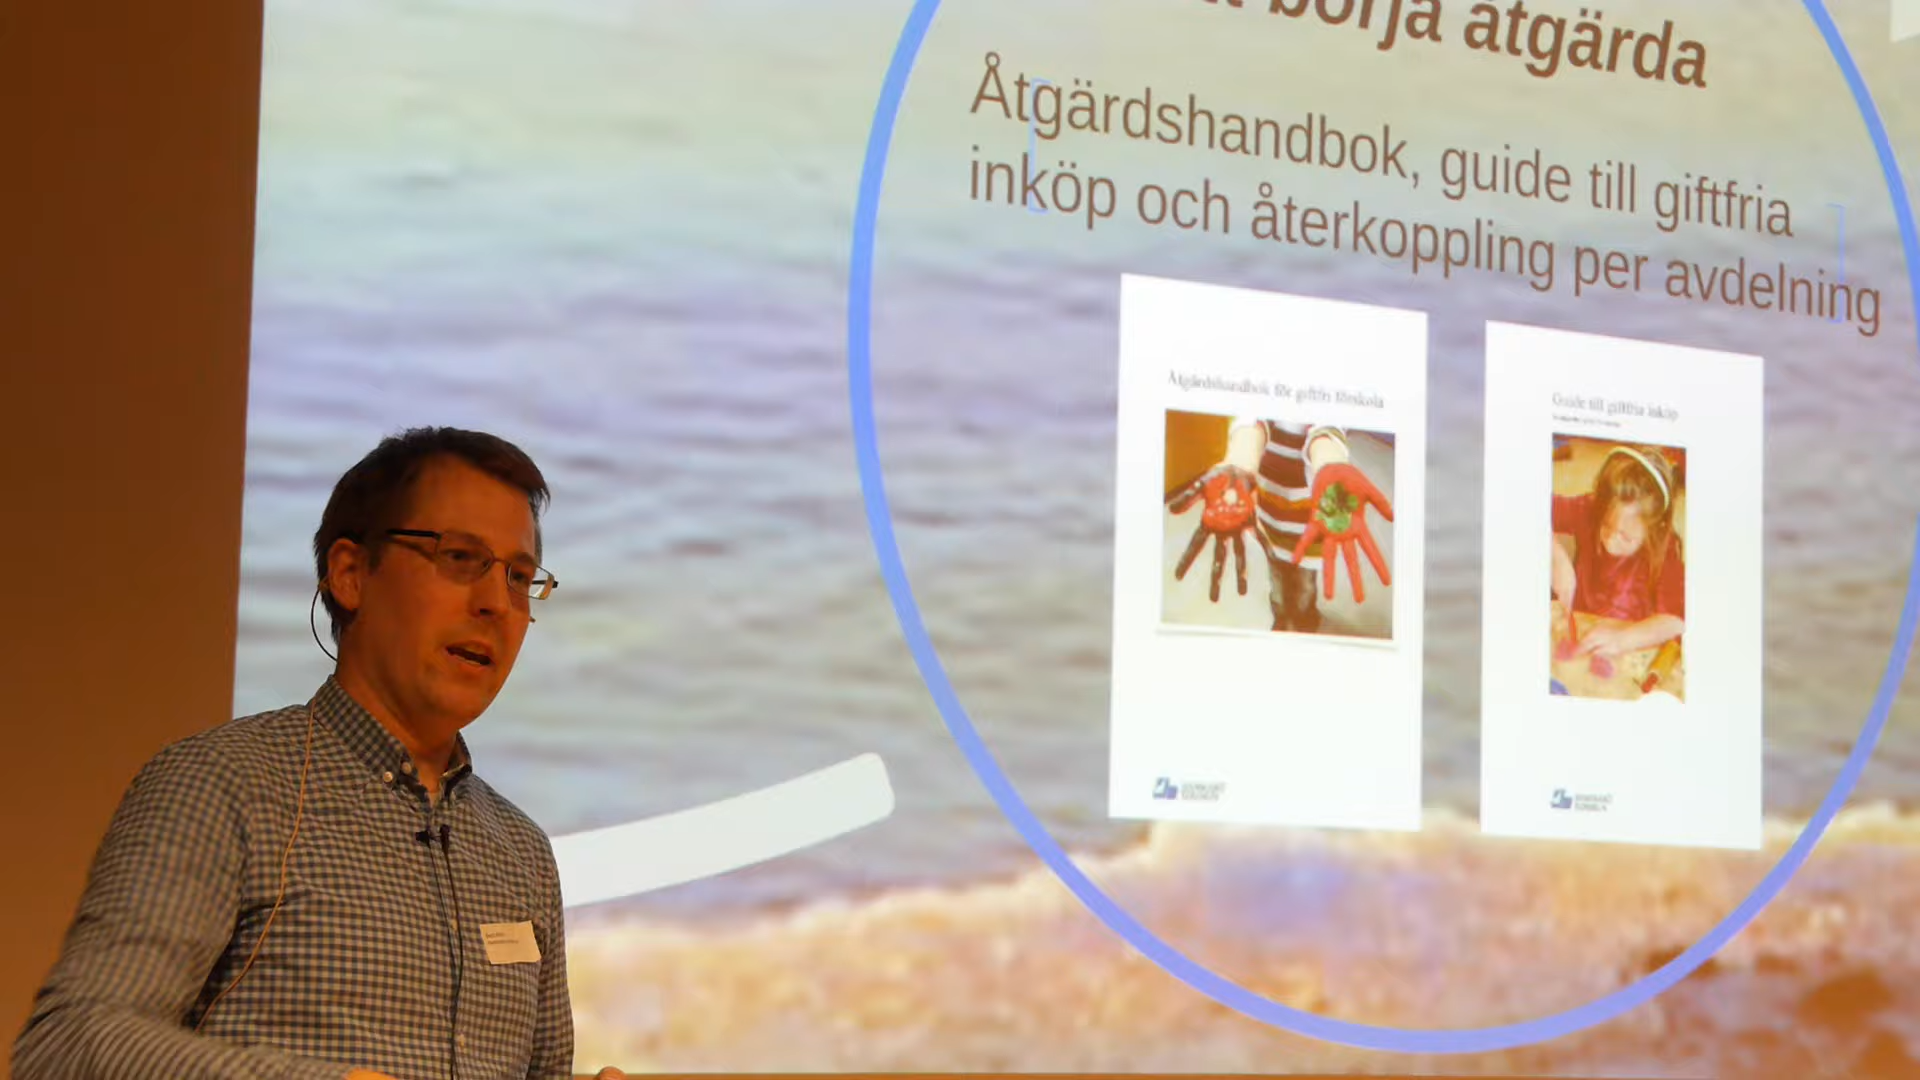 börja åtgärda
Åtgärdshandbok, guide till giftfria
inköp och återkoppling per avdelning
Åtgärdshandbok för giftfri förskola
Guide till giftfria inköp